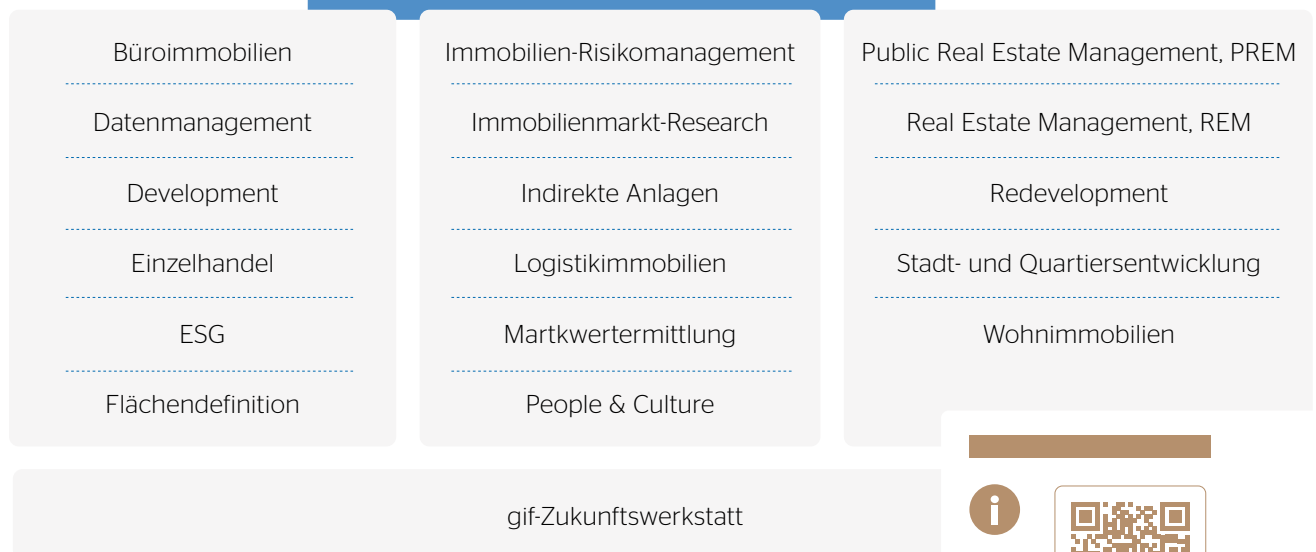 Büroimmobilien
Datenmanagement
Development
Einzelhandel
ESG
Flächendefinition
Immobilien-Risikomanagement
Immobilienmarkt-Research
Indirekte Anlagen
Logistikimmobilien
Martkwertermittlung
People & Culture
Public Real Estate Management, PREM
Real Estate Management, REM
Redevelopment
Stadt- und Quartiersentwicklung
Wohnimmobilien
gif-Zukunftswerkstatt
i